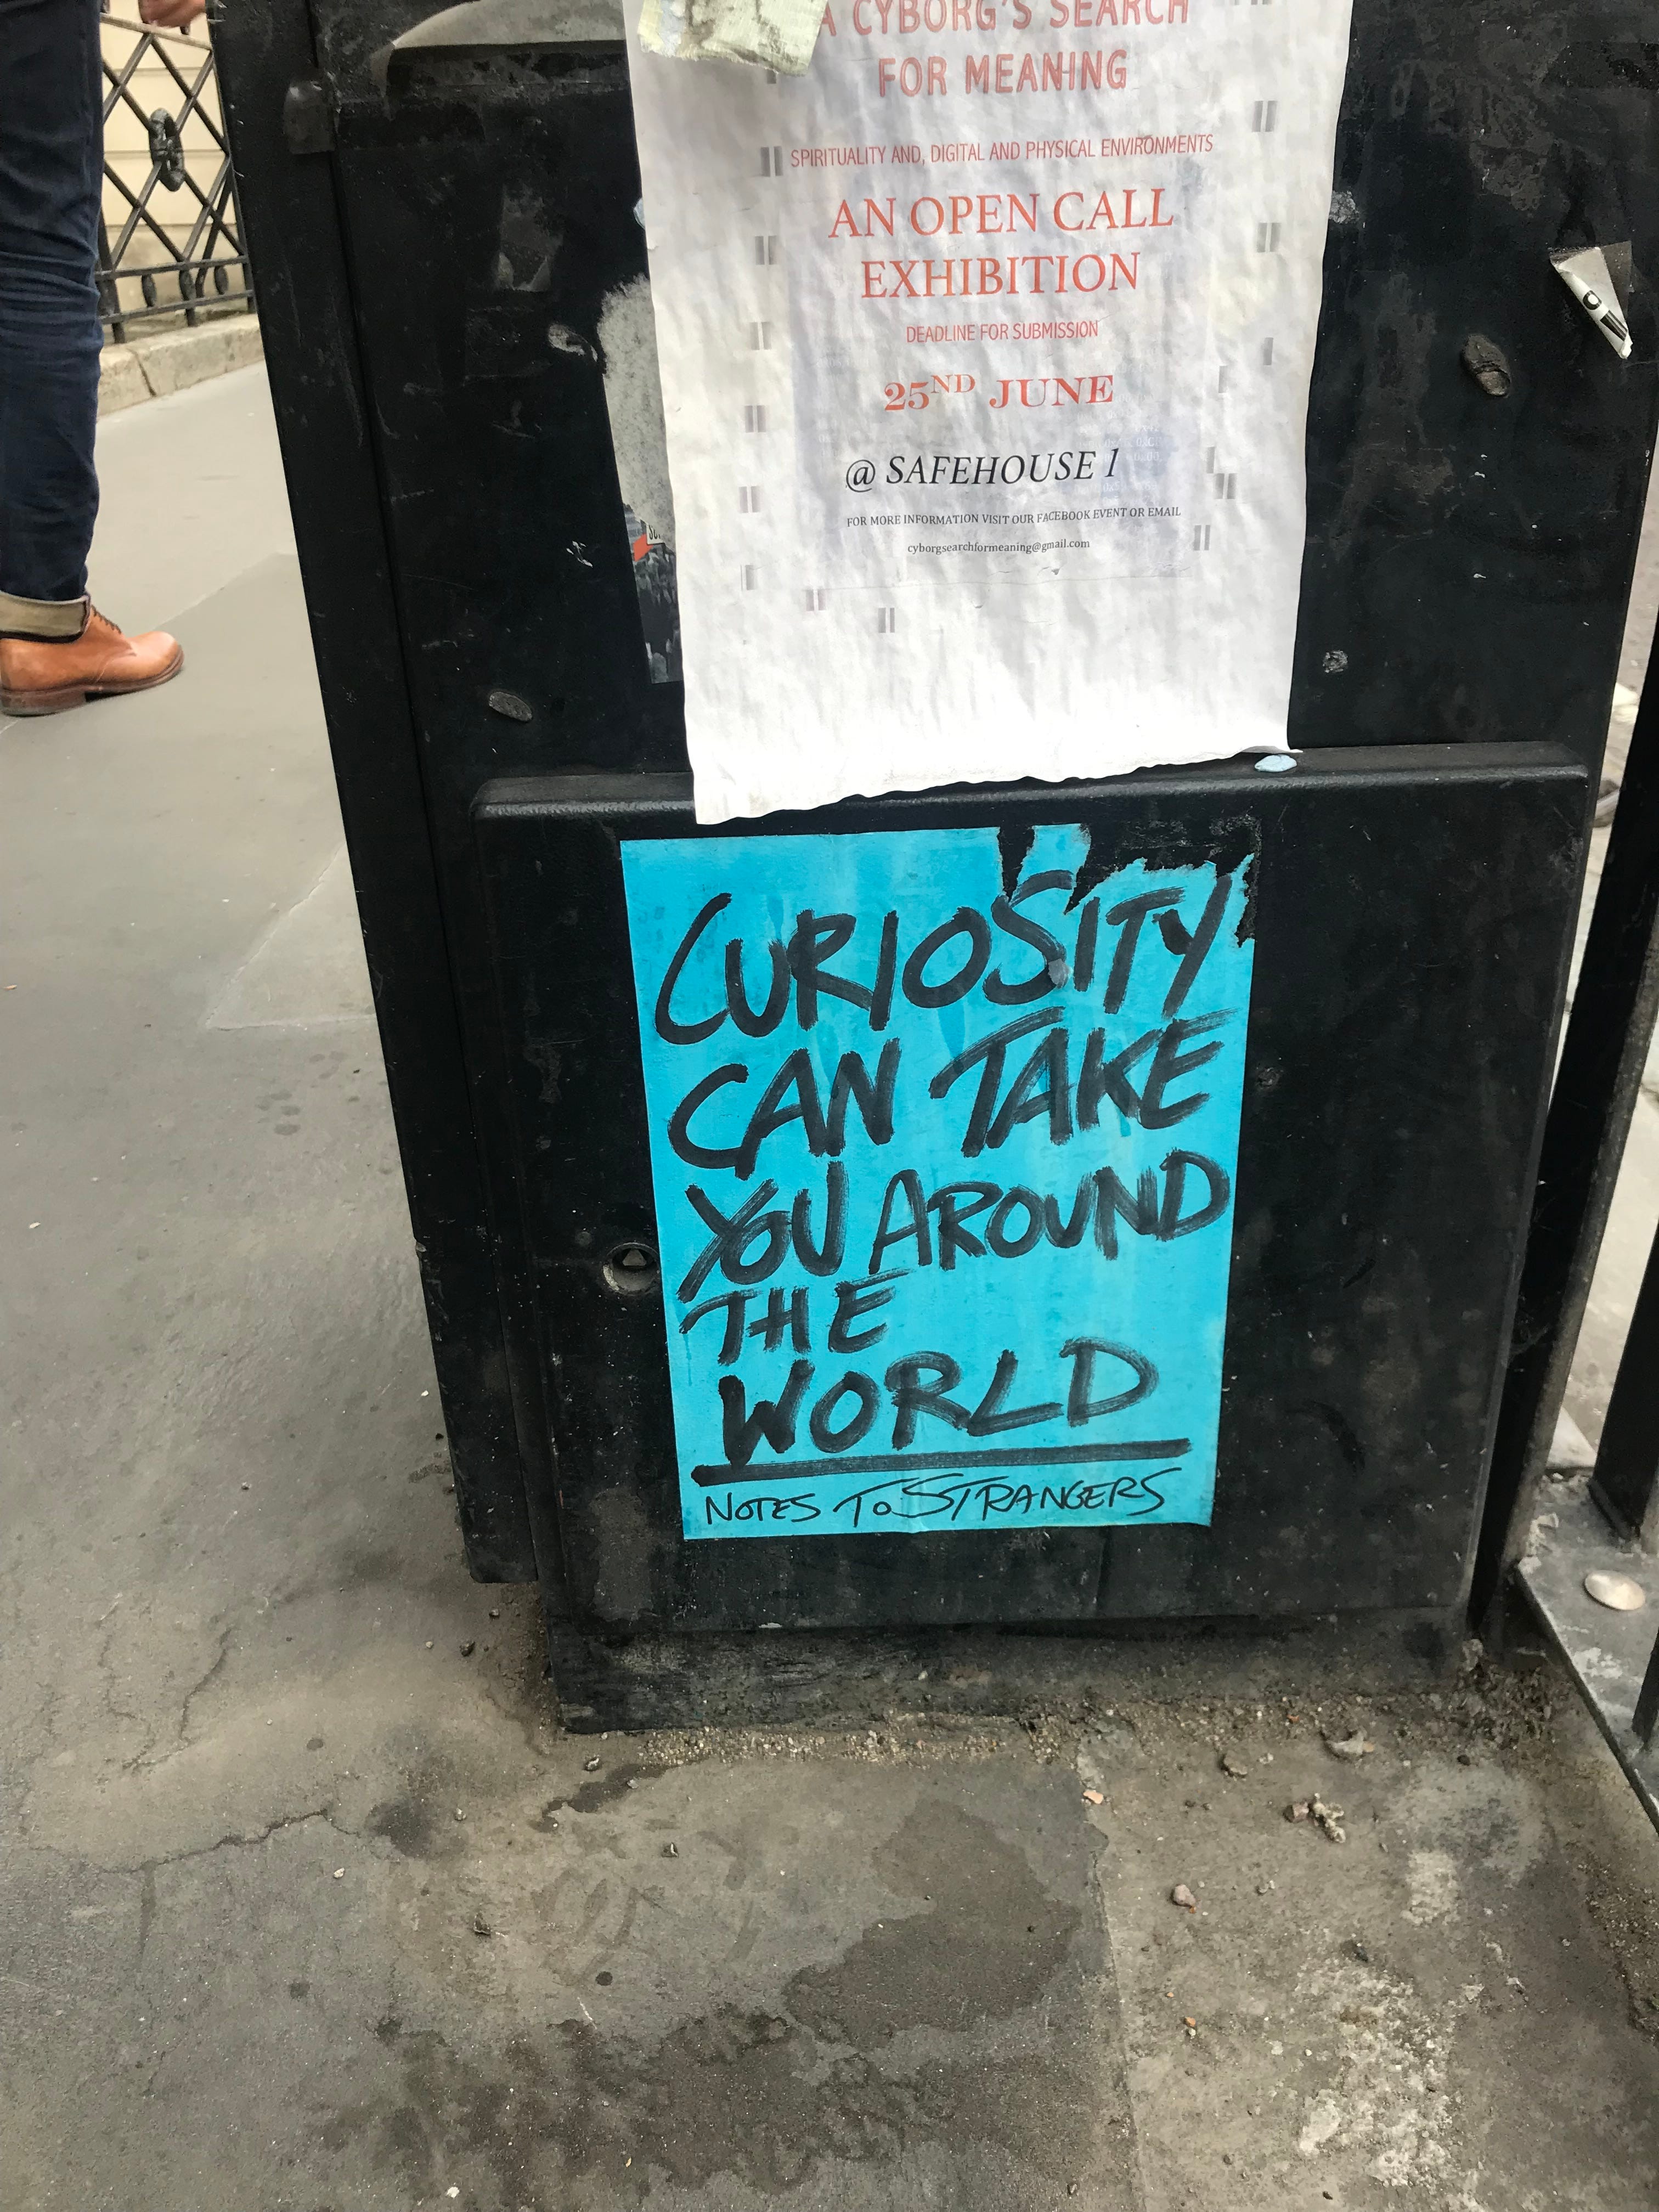 A CYBORG'S SEARCH
FOR MEANING
SPIRITUALITY AND, DIGITAL AND PHYSICAL ENVIRONMENTS
AN OPEN CALL
EXHIBITION
DEADLINE FOR SUBMISSION
25ND JUNE
@ SAFEHOUSE 1
FOR MORE INFORMATION VISIT OUR FACEBOOK EVENT OR EMAIL
cyborgsearchformeaning@gmail.com
CURIOSITY
CAN TAKE
YOU AROUND
THE
WORLD
NOTES TO STRANGERS